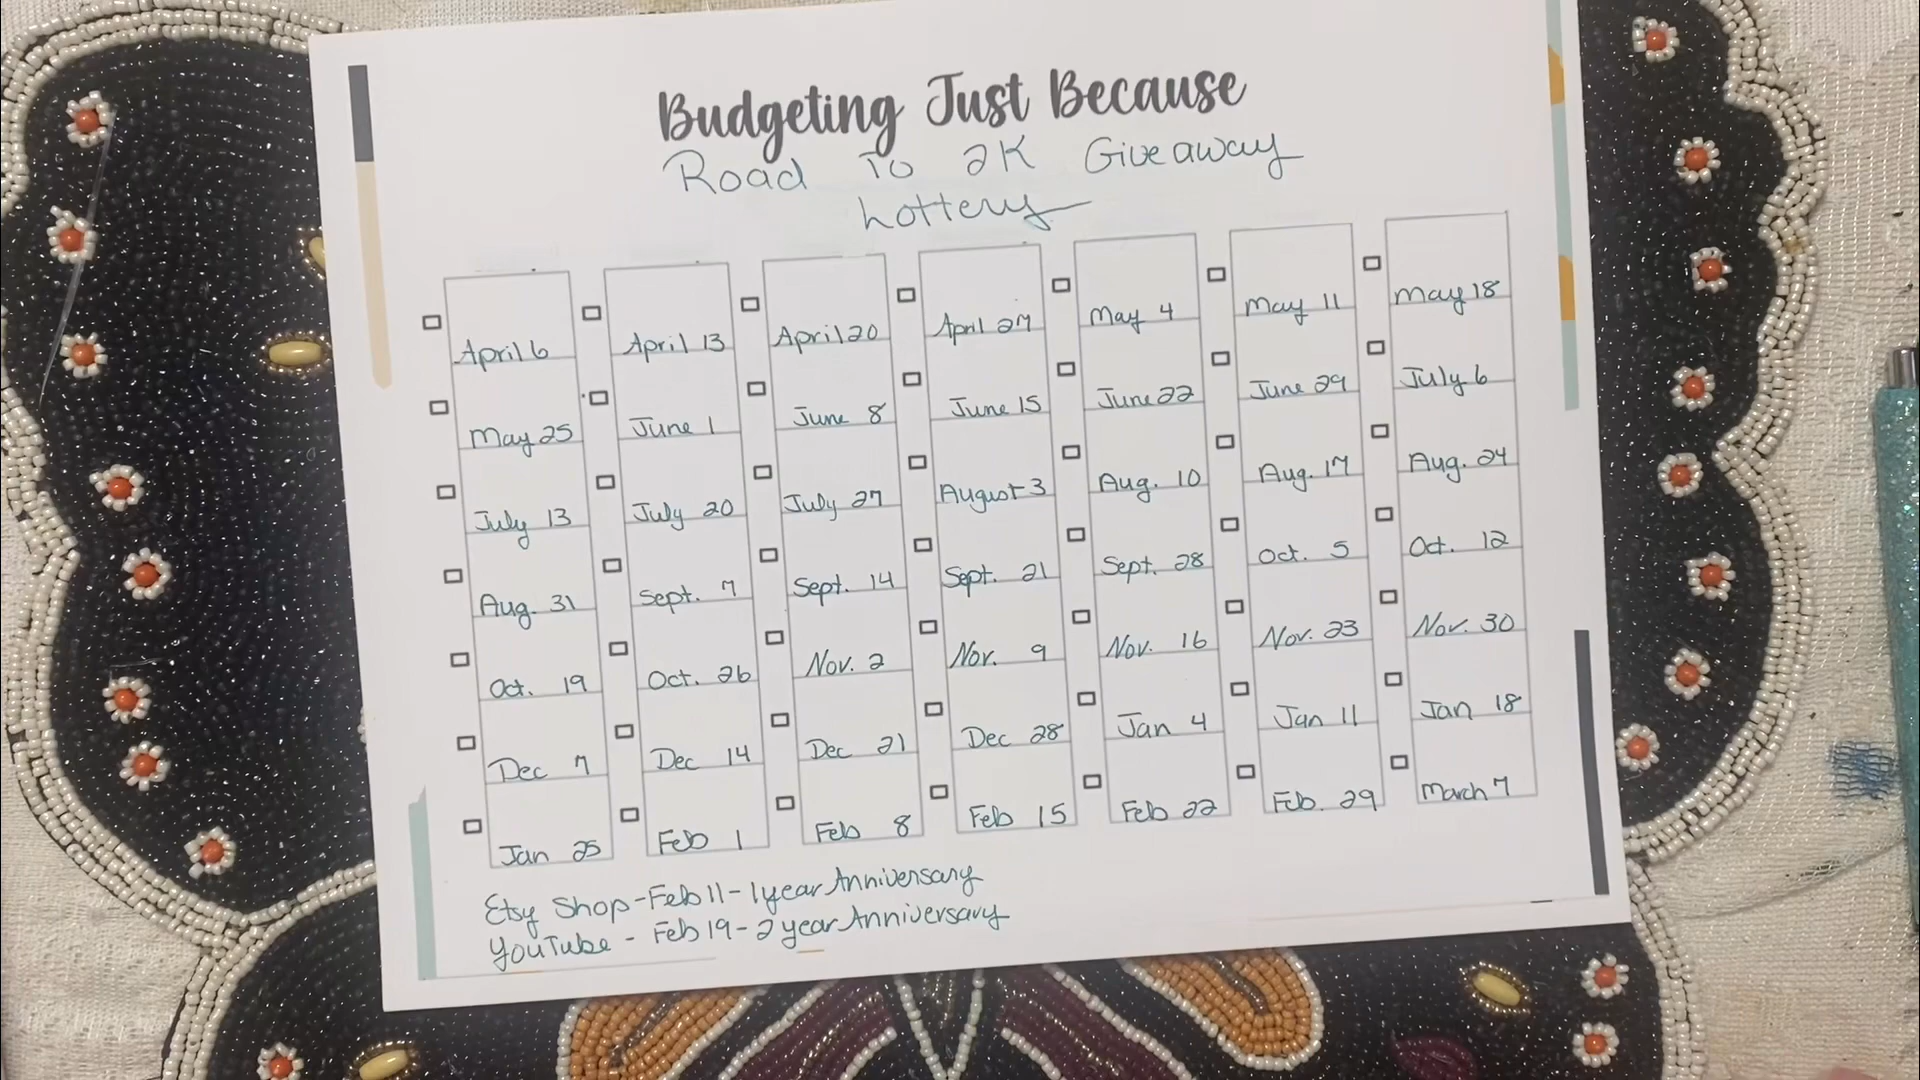 Budgeting Just Because
Road To 2K Giveaway
Lottery
April 6 April 13 April 20 April 27 May 4 May 11 May 18
May 25 June 1 June 8 June 15 June 22 June 29 July 6
July 13 July 20 July 27 August 3 Aug. 10 Aug. 17 Aug. 24
Aug. 31 Sept. 7 Sept. 14 Sept. 21 Sept. 28 Oct. 5 Oct. 12
Oct. 19 Oct. 26 Nov. 2 Nov. 9 Nov. 16 Nov. 23 Nov. 30
Dec 7 Dec 14 Dec 21 Dec 28 Jan 4 Jan 11 Jan 18
Jan 25 Feb 1 Feb 8 Feb 15 Feb 22 Feb. 29 March 7
Etsy Shop - Feb 11 - 1 year Anniversary
YouTube - Feb 19 - 2 year Anniversary